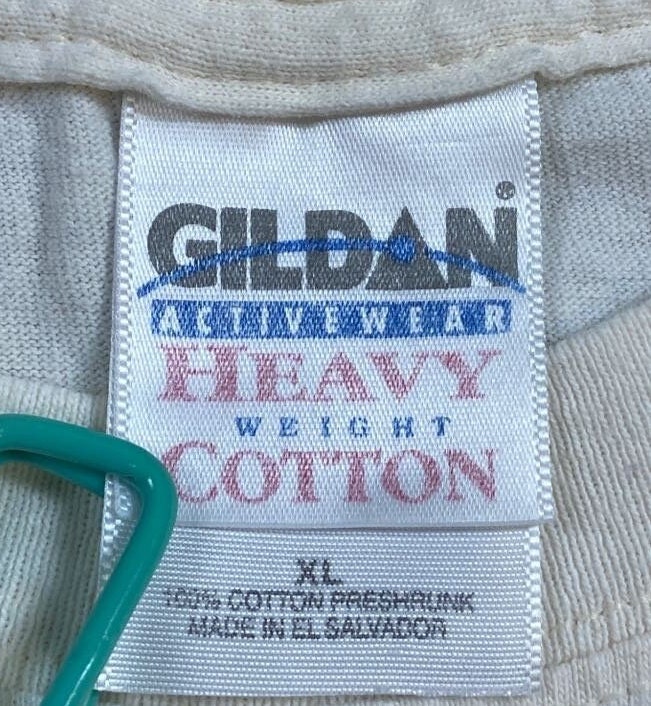 GILDAN®
ACTIVEWEAR
HEAVY
WEIGHT
COTTON
XL
100% COTTON PRESHRUNK
MADE IN EL SALVADOR